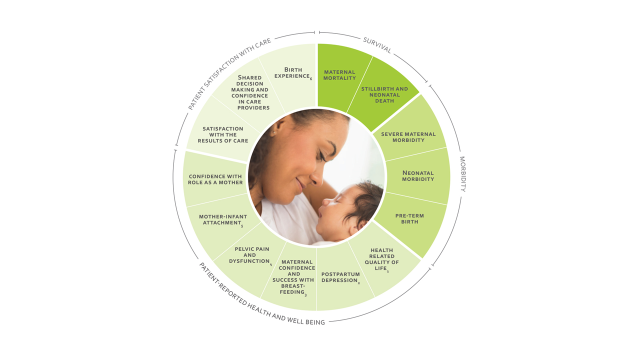 SURVIVAL
MATERNAL
MORTALITY
STILLBIRTH AND
NEONATAL
DEATH
MORBIDITY
SEVERE MATERNAL
MORBIDITY
NEONATAL
MORBIDITY
PRE-TERM
BIRTH
PATIENT-REPORTED HEALTH AND WELL BEING
HEALTH
RELATED
QUALITY OF
LIFE
POSTPARTUM
DEPRESSION
MATERNAL
CONFIDENCE
AND
SUCCESS WITH
BREAST-
FEEDING
PELVIC PAIN
AND
DYSFUNCTION
MOTHER-INFANT
ATTACHMENT
CONFIDENCE WITH
ROLE AS A MOTHER
PATIENT SATISFACTION WITH CARE
SATISFACTION
WITH THE
RESULTS OF CARE
SHARED
DECISION
MAKING AND
CONFIDENCE
IN CARE
PROVIDERS
BIRTH
EXPERIENCE